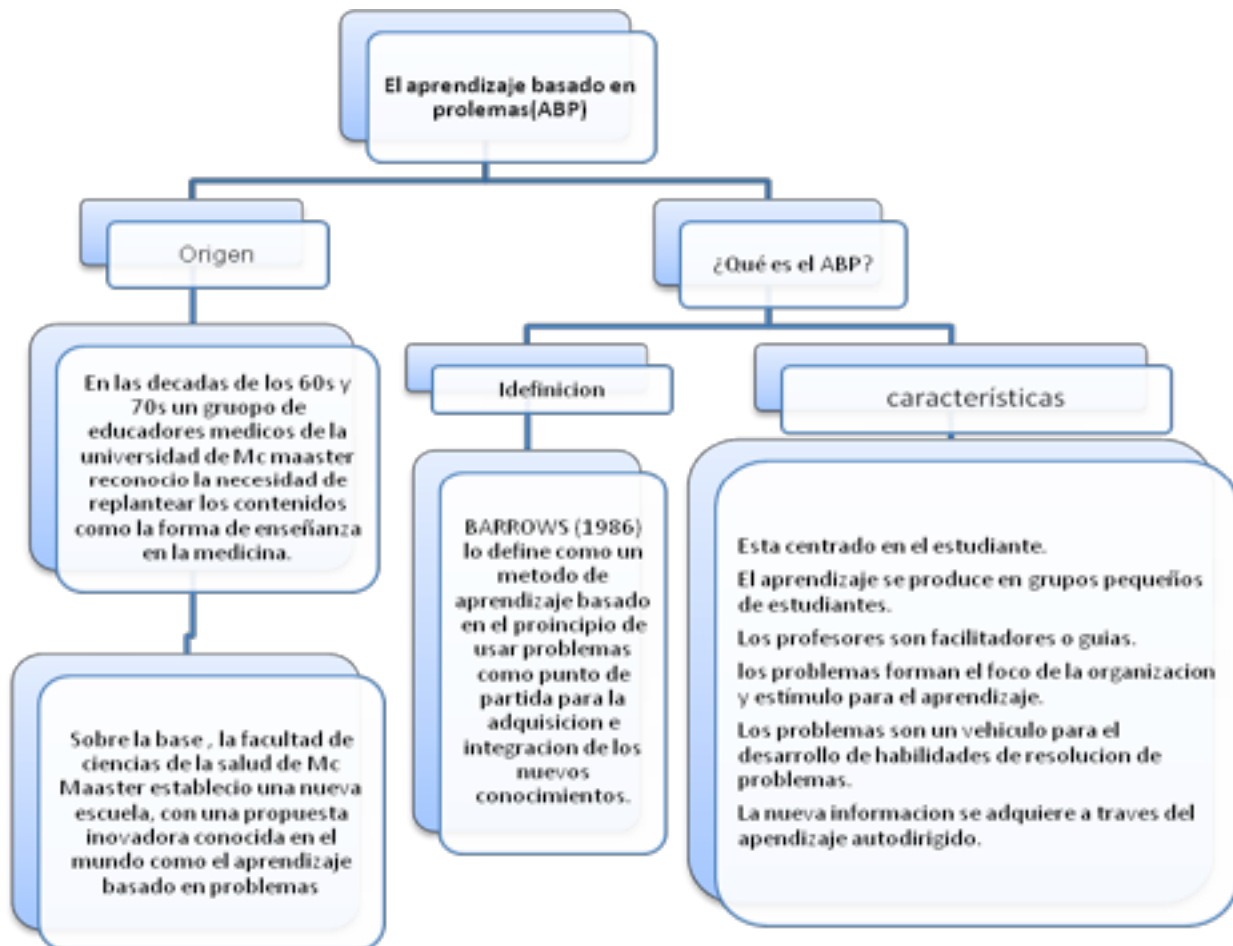 El aprendizaje basado en
prolemas(ABP)
Origen
¿Qué es el ABP?
En las decadas de los 60s y
70s un gruopo de
educadores medicos de la
universidad de Mc maaster
reconocio la necesidad de
replantear los contenidos
como la forma de enseñanza
en la medicina.
Sobre la base , la facultad de
ciencias de la salud de Mc
Maaster establecio una nueva
escuela, con una propuesta
inovadora conocida en el
mundo como el aprendizaje
basado en problemas
Idefinicion
BARROWS (1986)
lo define como un
metodo de
aprendizaje basado
en el proincipio de
usar problemas
como punto de
partida para la
adquisicion e
integracion de los
nuevos
conocimientos.
característícas
Esta centrado en el estudiante.
El aprendizaje se produce en grupos pequeños
de estudiantes.
Los profesores son facilitadores o guias.
los problemas forman el foco de la organizacion
y estímulo para el aprendizaje.
Los problemas son un vehiculo para el
desarrollo de habilidades de resolucion de
problemas.
La nueva informacion se adquiere a traves del
apendizaje autodirigido.